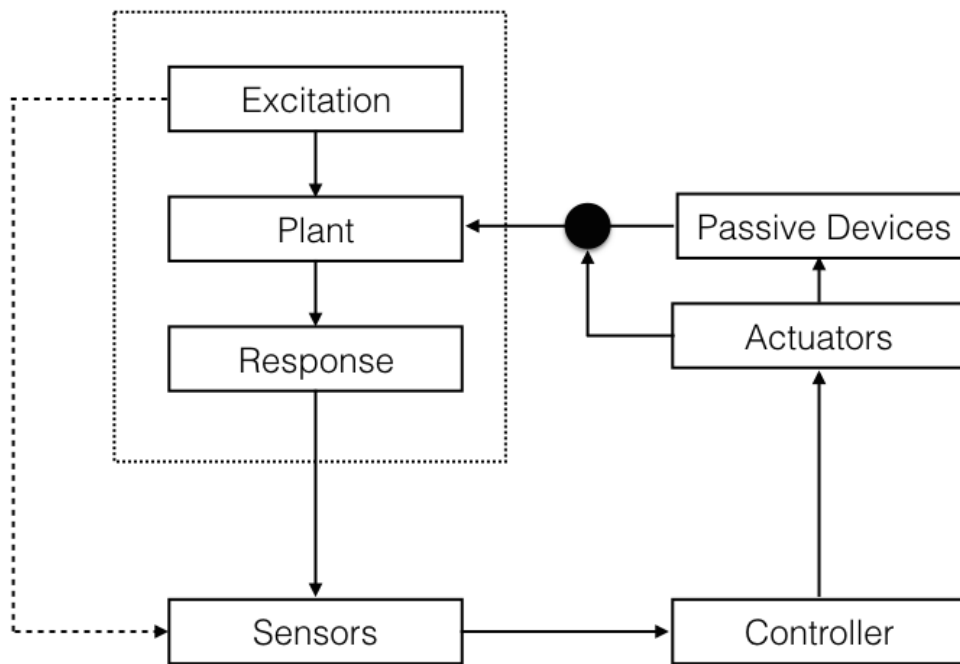 Excitation
Plant
Passive Devices
Response
Actuators
Sensors
Controller